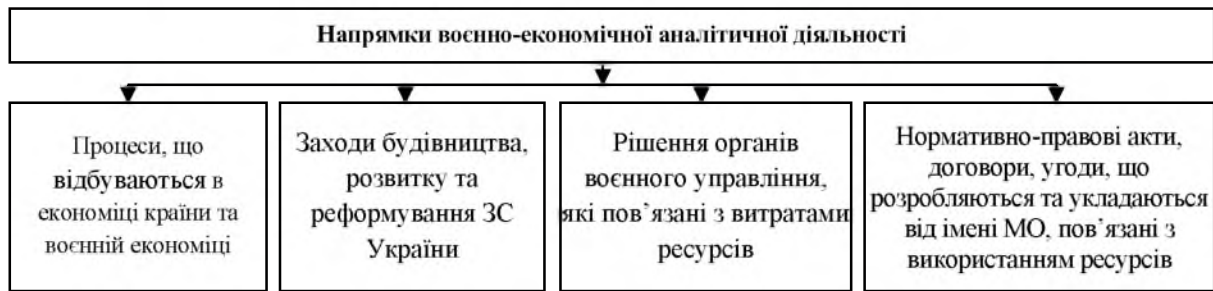 Напрямки воєнно-економічної аналітичної діяльності
Процеси, що
відбуваються в
економіці країни та
воєнній економіці
Заходи будівництва,
розвитку та
реформування ЗС
України
Рішення органів
воєнного управління,
які пов’язані з витратами
ресурсів
Нормативно-правові акти,
договори, угоди, що
розробляються та укладаються
від імені МО, пов’язані з
використанням ресурсів